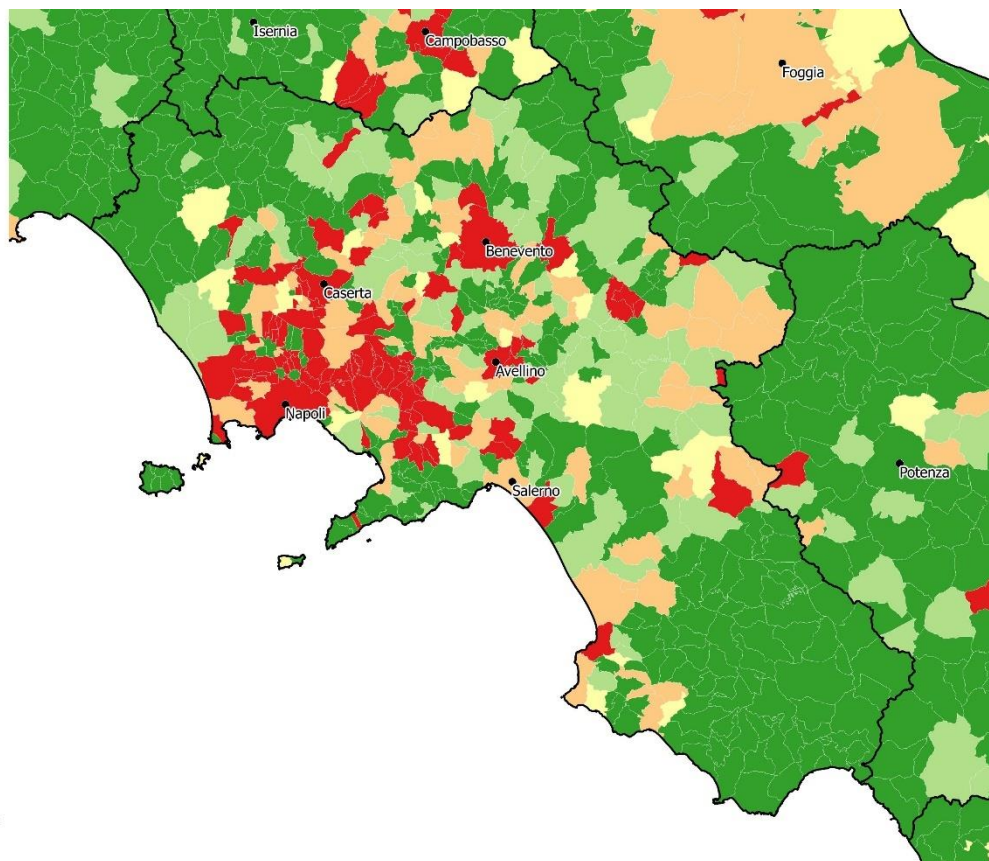 Isernia
Campobasso
Foggia
Benevento
Caserta
Avellino
Napoli
Salerno
Potenza